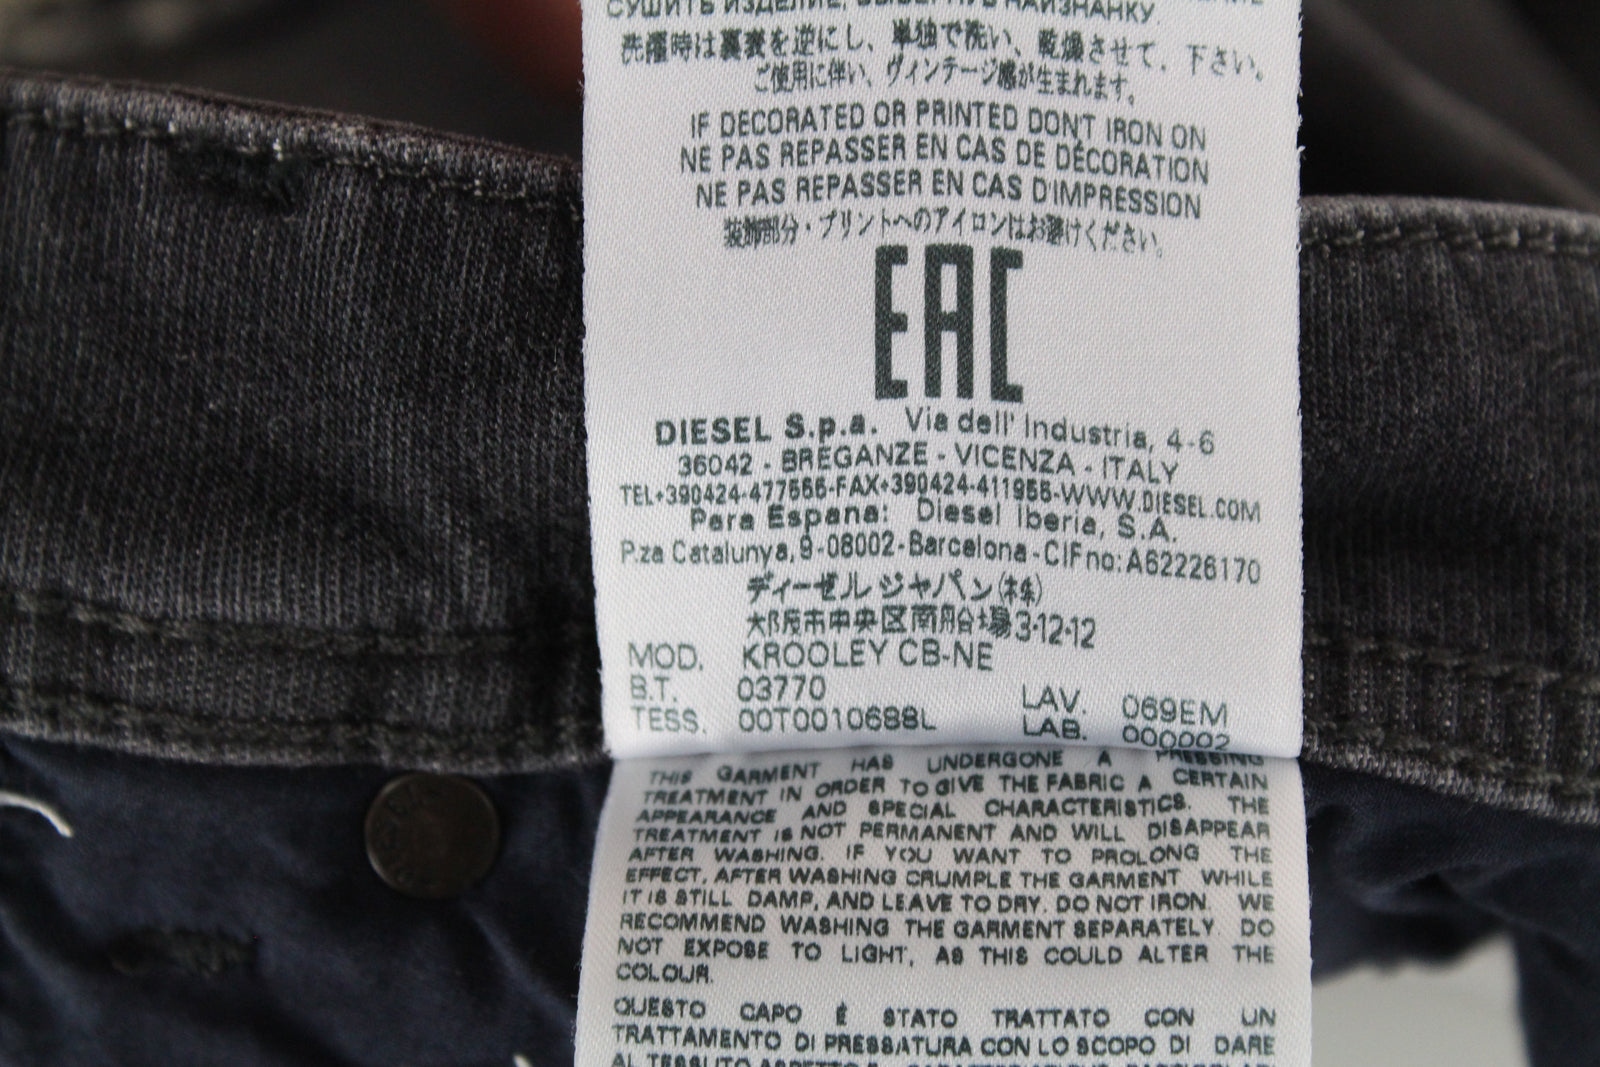 СУШИТЬ ИЗДЕЛИЕ, ВЫВЕРНУВ НАИЗНАНКУ.
洗濯時は裏表を逆にし、単独で洗い、乾燥させて、下さい。
ご使用に伴い、ヴィンテージ感が生まれます。
IF DECORATED OR PRINTED DON'T IRON ON
NE PAS REPASSER EN CAS DE DÉCORATION
NE PAS REPASSER EN CAS D'IMPRESSION
装飾部分・プリントへのアイロンはお避けください。
EAC
DIESEL S.p.a. Via dell' Industria, 4-6
36042 - BREGANZE - VICENZA - ITALY
TEL+390424-477555-FAX+390424-411955-WWW.DIESEL.COM
Para Espana: Diesel Iberia, S.A.
P.za Catalunya, 9-08002-Barcelona-CIF no: A62226170
ディーゼルジャパン(株)
大阪市中央区南船場3-12-12
MOD. KROOLEY CB-NE
B.T. 03770
LAV. 069EM
TESS. 00T0010688L
LAB. 000002
THIS GARMENT HAS UNDERGONE A PRESSING
TREATMENT IN ORDER TO GIVE THE FABRIC A CERTAIN
APPEARANCE AND SPECIAL CHARACTERISTICS. THE
TREATMENT IS NOT PERMANENT AND WILL DISAPPEAR
AFTER WASHING. IF YOU WANT TO PROLONG THE
EFFECT, AFTER WASHING CRUMPLE THE GARMENT WHILE
IT IS STILL DAMP, AND LEAVE TO DRY. DO NOT IRON. WE
RECOMMEND WASHING THE GARMENT SEPARATELY. DO
NOT EXPOSE TO LIGHT, AS THIS COULD ALTER THE
COLOUR.
QUESTO CAPO È STATO TRATTATO CON UN
TRATTAMENTO DI PRESSATURA CON LO SCOPO DI DARE
AL TESSUTO